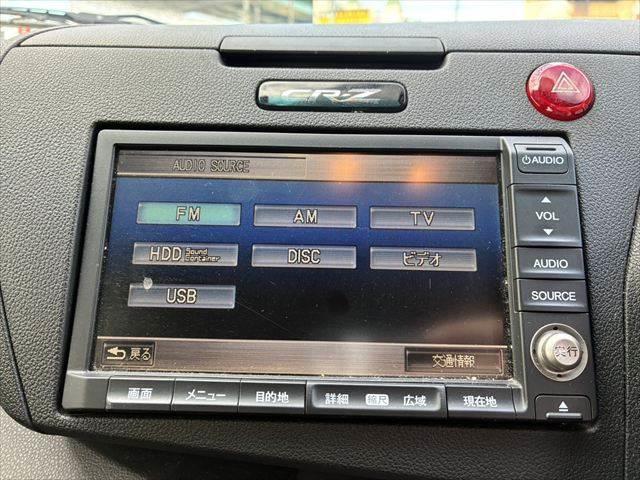 CR-Z
AUDIO SOURCE
FM AM TV
HDD Sound container DISC ビデオ
USB
戻る 交通情報
画面 メニュー 目的地 詳細 縮尺 広域 現在地
AUDIO
VOL
AUDIO
SOURCE
実行